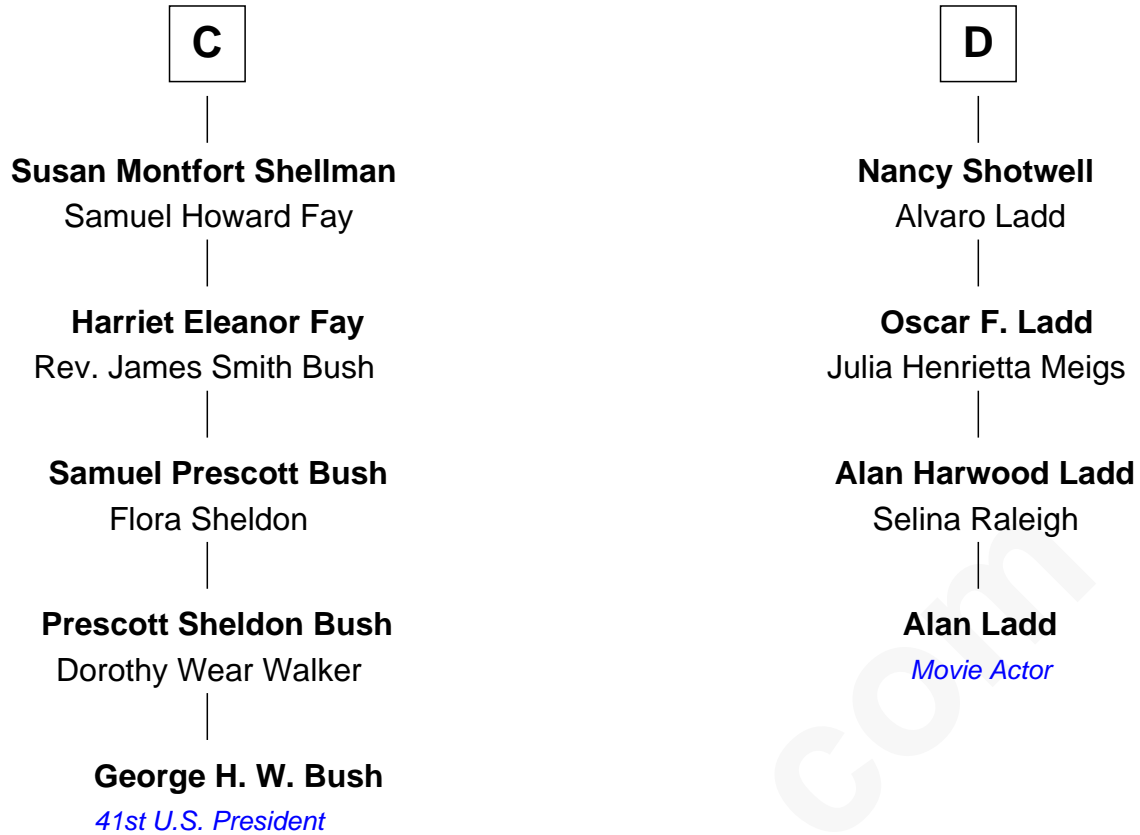 C
Susan Montfort Shellman
Samuel Howard Fay
Harriet Eleanor Fay
Rev. James Smith Bush
Samuel Prescott Bush
Flora Sheldon
Prescott Sheldon Bush
Dorothy Wear Walker
George H. W. Bush
41st U.S. President
D
Nancy Shotwell
Alvaro Ladd
Oscar F. Ladd
Julia Henrietta Meigs
Alan Harwood Ladd
Selina Raleigh
Alan Ladd
Movie Actor
com